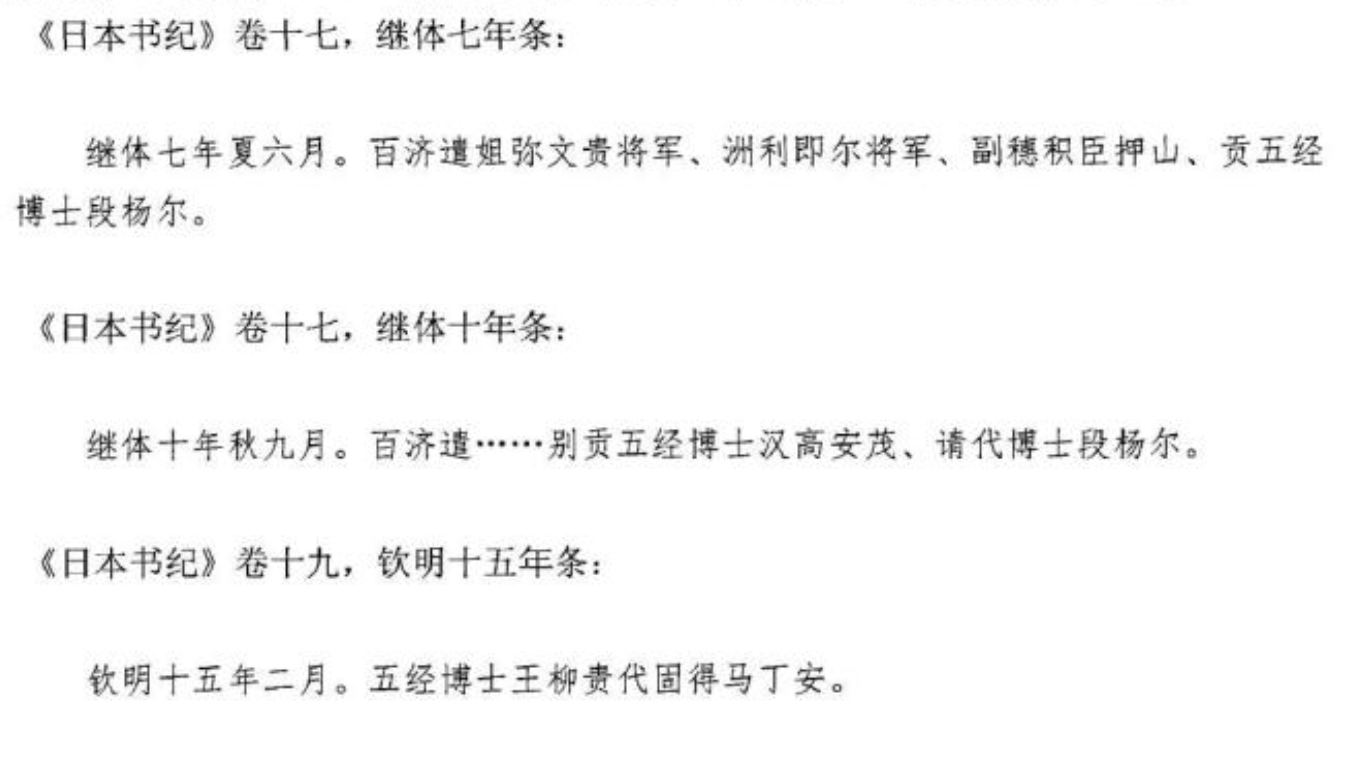 《日本书纪》卷十七，继体七年条：
继体七年夏六月。百济遣姐弥文贵将军、洲利即尔将军、副穗积臣押山、贡五经
博士段杨尔。
《日本书纪》卷十七，继体十年条：
继体十年秋九月。百济遣……别贡五经博士汉高安茂、请代博士段杨尔。
《日本书纪》卷十九，钦明十五年条：
钦明十五年二月。五经博士王柳贵代固得马丁安。